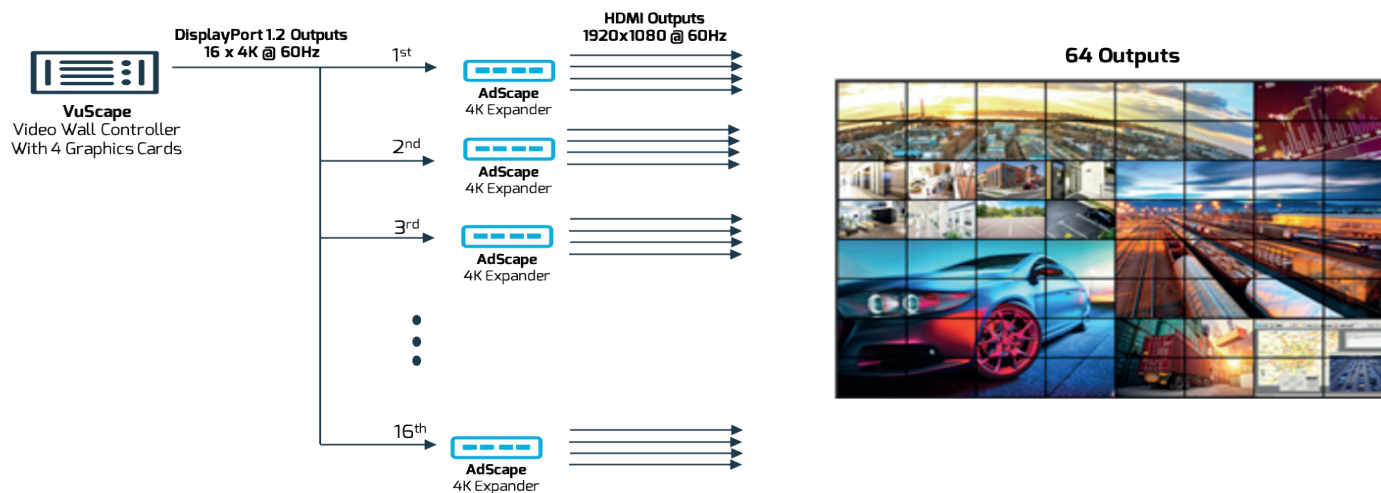 DisplayPort 1.2 Outputs
16 x 4K @ 60Hz
HDMI Outputs
1920x1080 @ 60Hz
VuScape
Video Wall Controller
With 4 Graphics Cards
1st
AdScape
4K Expander
2nd
AdScape
4K Expander
3rd
AdScape
4K Expander
16th
AdScape
4K Expander
64 Outputs